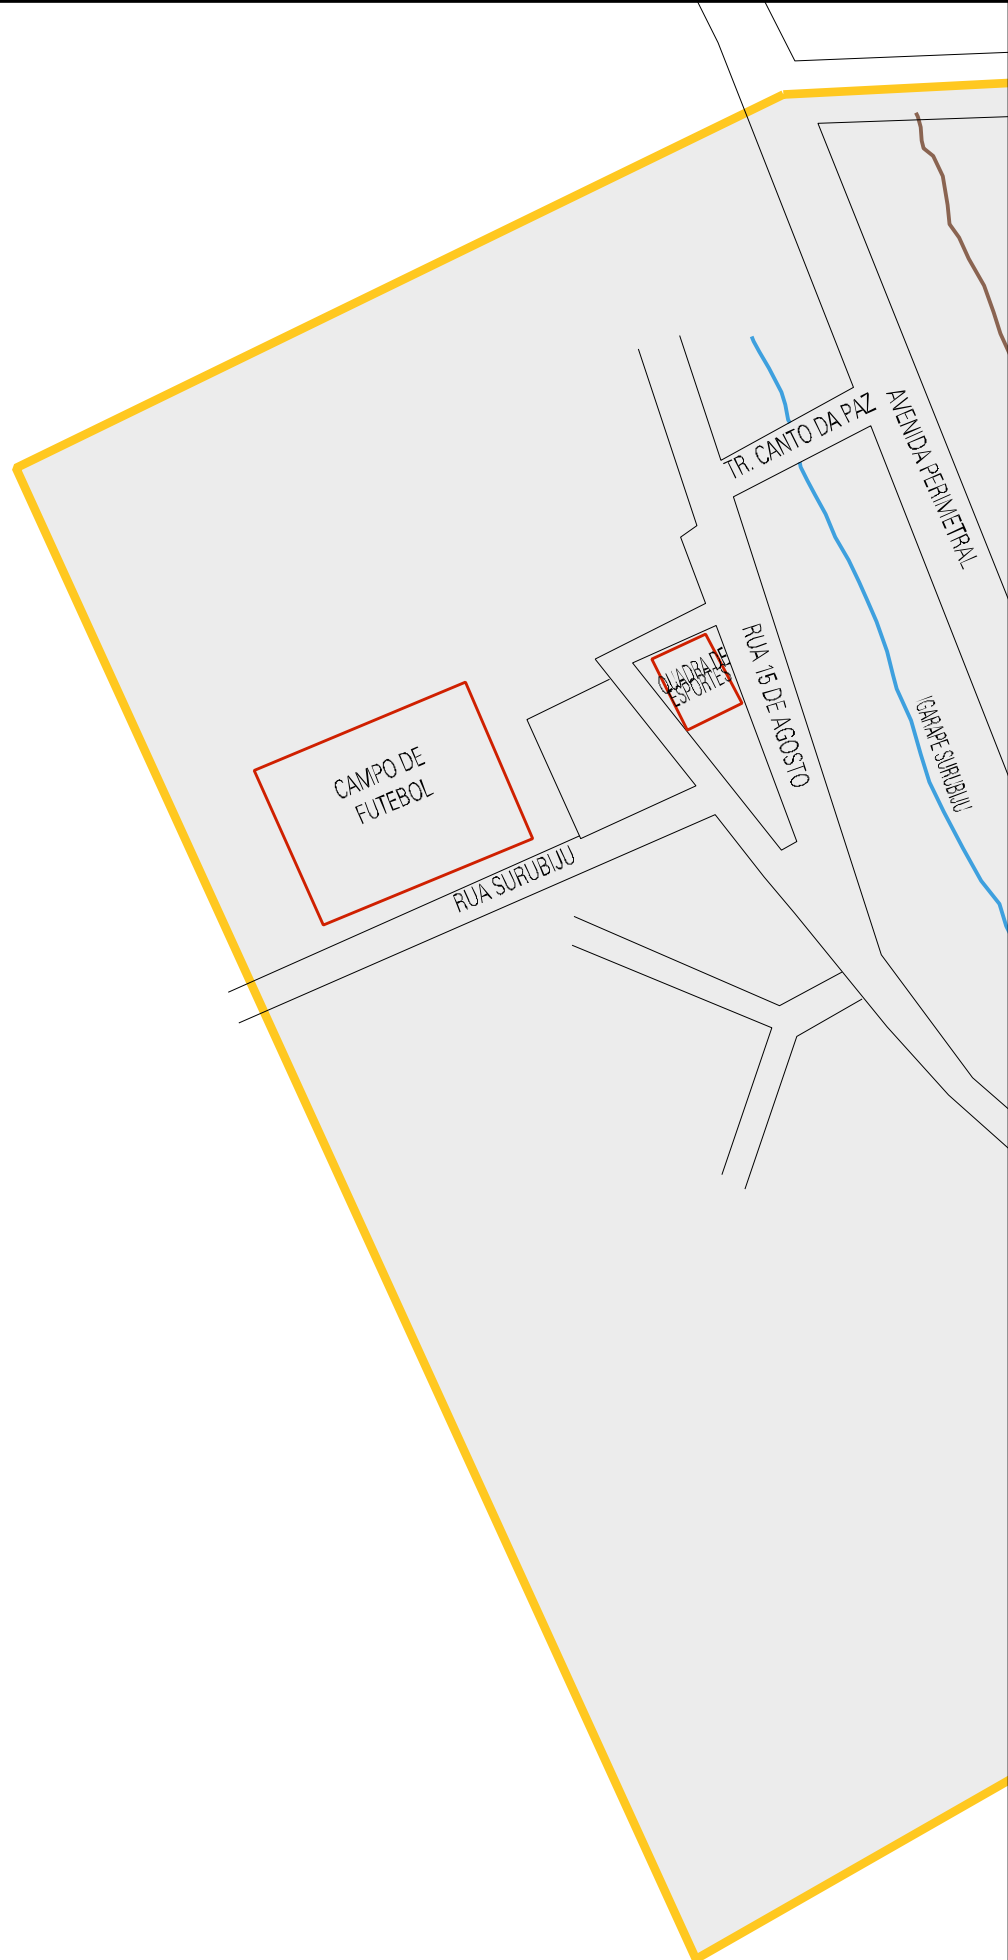 TR. CANTO DA PAZ
AVENIDA PERIMETRAL
QUADRA DE
ESPORTES
RUA 15 DE AGOSTO
IGARAPE SURUBIJU
CAMPO DE
FUTEBOL
RUA SURUBIJU